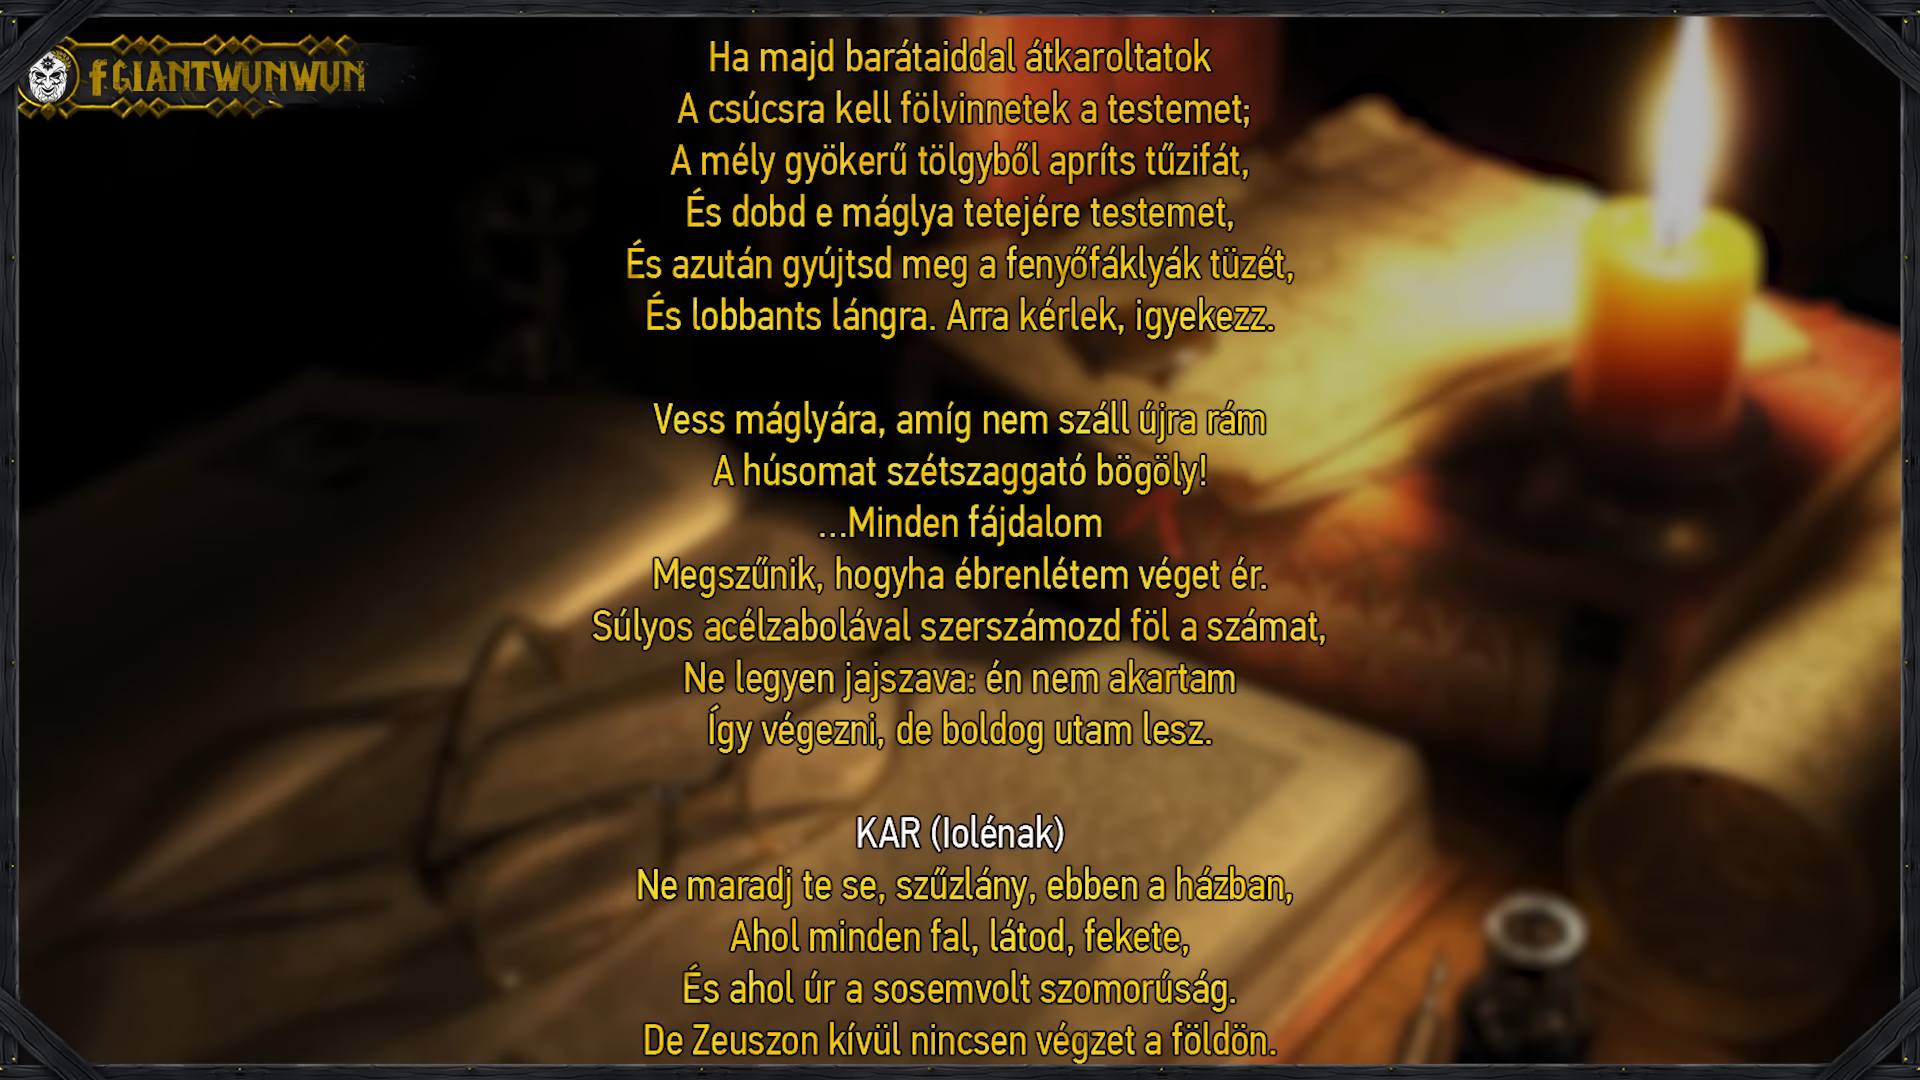 fGIANTWUNWUN
Ha majd barátaiddal átkaroltatok
A csúcsra kell fölvinnetek a testemet;
A mély gyökerű tölgyből apríts tűzifát,
És dobd e máglya tetejére testemet,
És azután gyújtsd meg a fenyőfáklyák tüzét,
És lobbants lángra. Arra kérlek, igyekezz.
Vess máglyára, amíg nem száll újra rám
A húsomat szétszaggató bögöly!
...Minden fájdalom
Megszűnik, hogyha ébrenlétem véget ér.
Súlyos acélzabolával szerszámozd föl a számat,
Ne legyen jajszava: én nem akartam
Így végezni, de boldog utam lesz.
KAR (Iolénak)
Ne maradj te se, szűzlány, ebben a házban,
Ahol minden fal, látod, fekete,
És ahol úr a sosemvolt szomorúság.
De Zeuszon kívül nincsen végzet a földön.